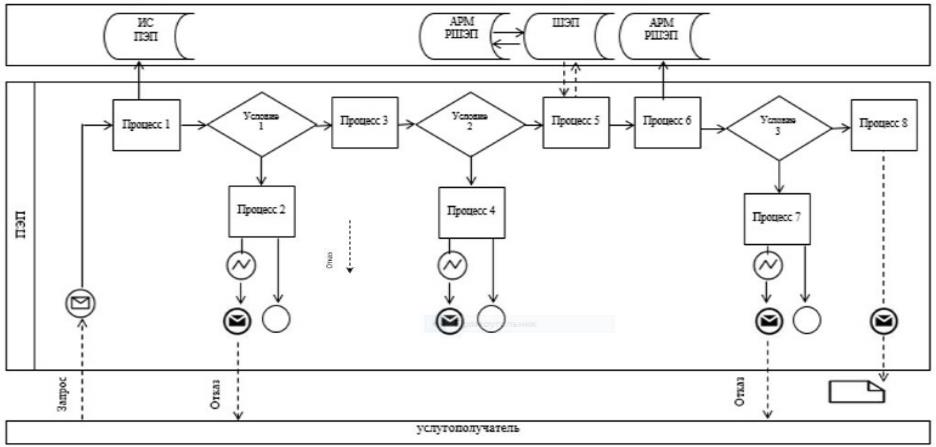 ИС
ПЭП
АРМ
РШЭП
ШЭП
АРМ
РШЭП
ПЭП
Процесс 1
Условие
1
Процесс 3
Условие
2
Процесс 5
Процесс 6
Условие
3
Процесс 8
Процесс 2
Процесс 4
Процесс 7
Отказ
Запрос
Отказ
Отказ
услугополучатель